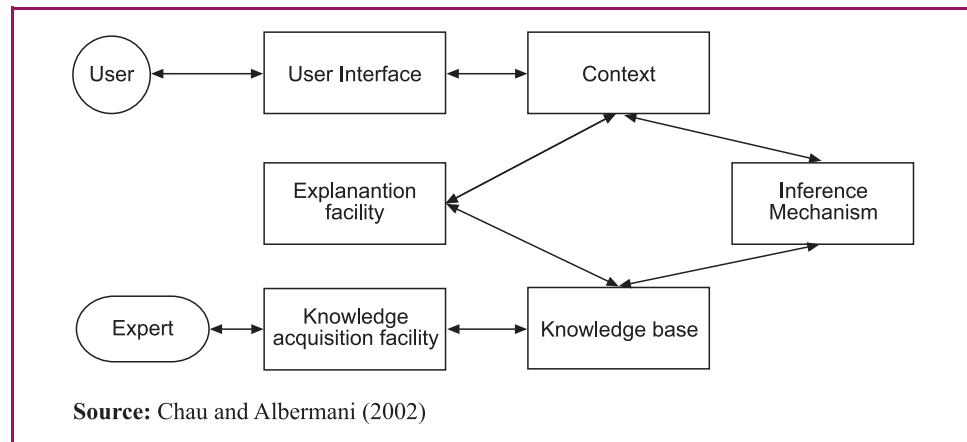 User
User Interface
Context
Explanantion
facility
Inference
Mechanism
Expert
Knowledge
acquisition facility
Knowledge base
Source: Chau and Albermani (2002)